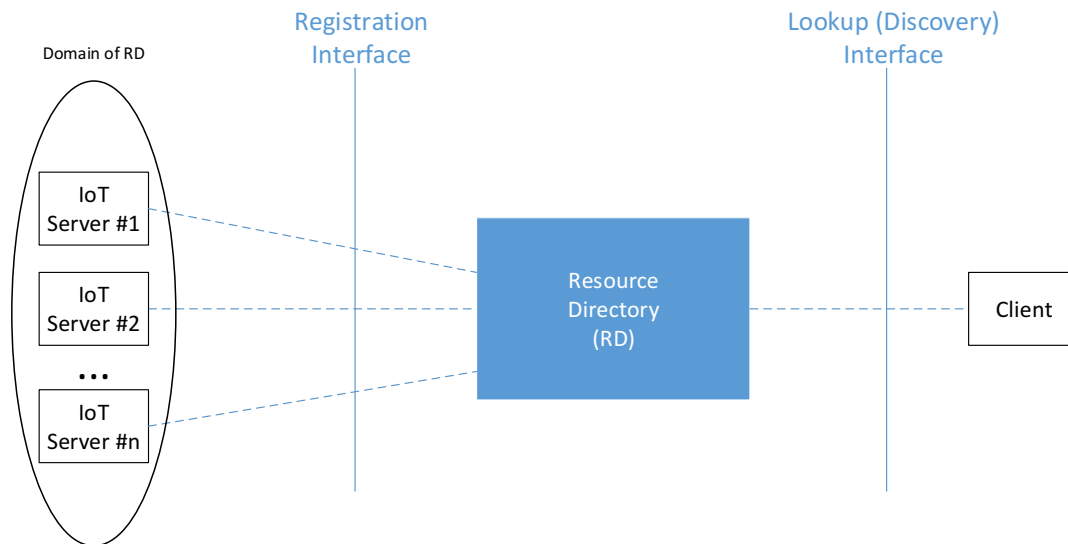 Registration
Interface
Lookup (Discovery)
Interface
Domain of RD
IoT
Server #1
IoT
Server #2
...
IoT
Server #n
Resource
Directory
(RD)
Client